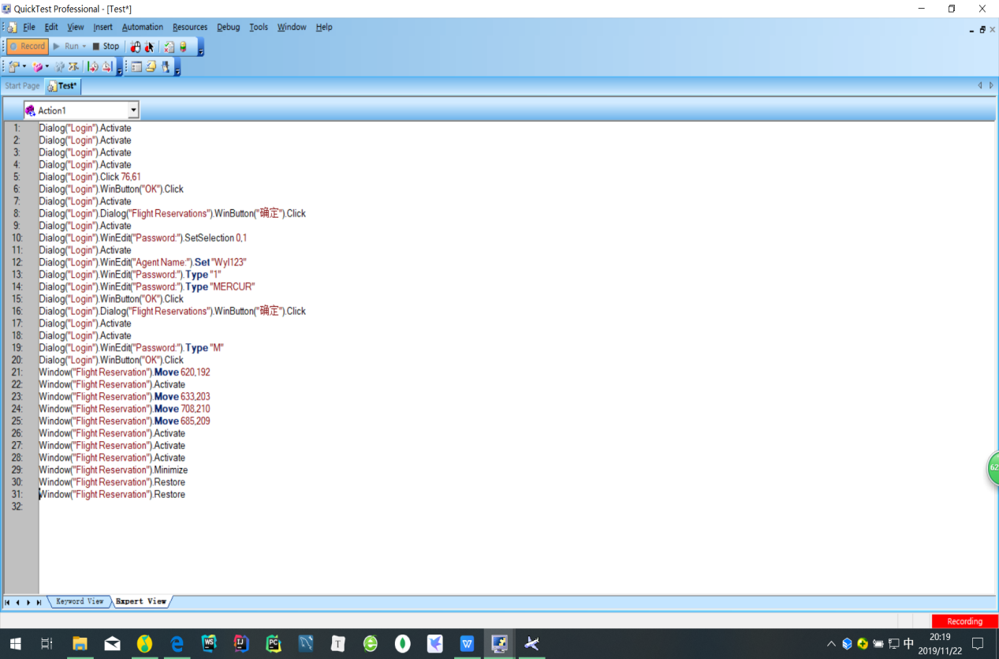 QuickTest Professional - [Test*]
File Edit View Insert Automation Resources Debug Tools Window Help
Record Run Stop
Start Page Test*
Action1
1: Dialog("Login").Activate
2: Dialog("Login").Activate
3: Dialog("Login").Activate
4: Dialog("Login").Activate
5: Dialog("Login").Click 76,61
6: Dialog("Login").WinButton("OK").Click
7: Dialog("Login").Activate
8: Dialog("Login").Dialog("Flight Reservations").WinButton("确定").Click
9: Dialog("Login").Activate
10: Dialog("Login").WinEdit("Password:").SetSelection 0,1
11: Dialog("Login").Activate
12: Dialog("Login").WinEdit("Agent Name:").Set "Wyl123"
13: Dialog("Login").WinEdit("Password:").Type "1"
14: Dialog("Login").WinEdit("Password:").Type "MERCUR"
15: Dialog("Login").WinButton("OK").Click
16: Dialog("Login").Dialog("Flight Reservations").WinButton("确定").Click
17: Dialog("Login").Activate
18: Dialog("Login").Activate
19: Dialog("Login").WinEdit("Password:").Type "M"
20: Dialog("Login").WinButton("OK").Click
21: Window("Flight Reservation").Move 620,192
22: Window("Flight Reservation").Activate
23: Window("Flight Reservation").Move 633,203
24: Window("Flight Reservation").Move 708,210
25: Window("Flight Reservation").Move 685,209
26: Window("Flight Reservation").Activate
27: Window("Flight Reservation").Activate
28: Window("Flight Reservation").Activate
29: Window("Flight Reservation").Minimize
30: Window("Flight Reservation").Restore
31: Window("Flight Reservation").Restore
32:
62
Keyword View Expert View
Recording
WS IJ PC T W 中 20:19
2019/11/22